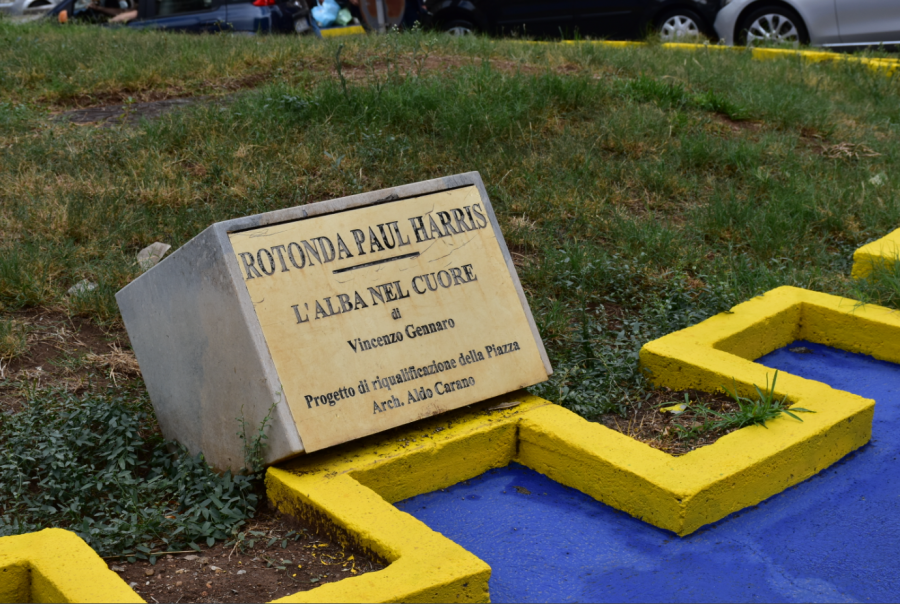 ROTONDA PAUL HARRIS
L'ALBA NEL CUORE
di
Vincenzo Gennaro
Progetto di riqualificazione della Piazza
Arch. Aldo Carano